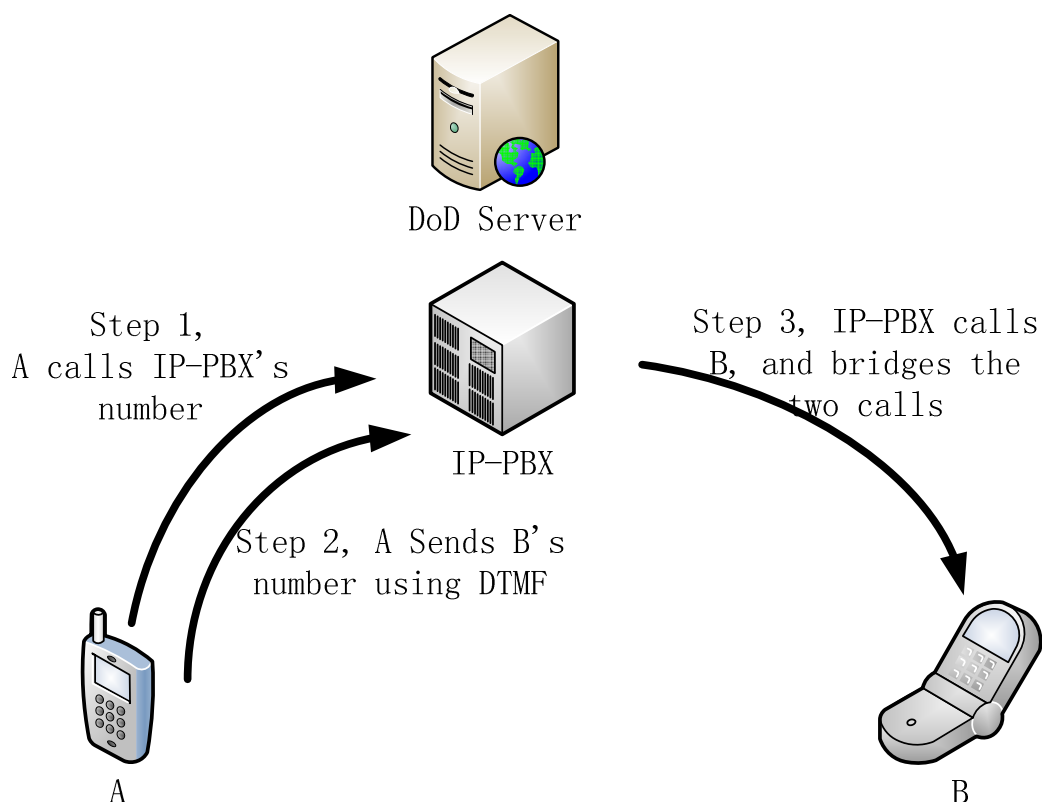 DoD Server
Step 1,
A calls IP-PBX's
number
Step 3, IP-PBX calls
B, and bridges the
two calls
IP-PBX
Step 2, A Sends B's
number using DTMF
A
B